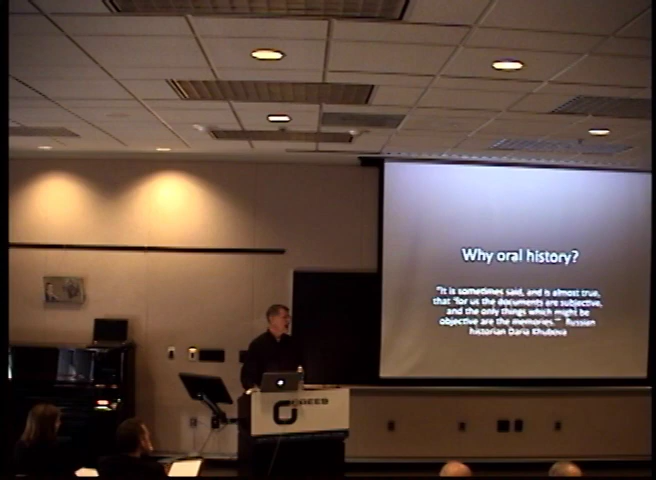 Why oral history?
"It is sometimes said, and is almost true,
that 'for us the documents are subjective,
and the only things which might be
objective are the memories.'" Russian
historian Daria Khubova
CREES